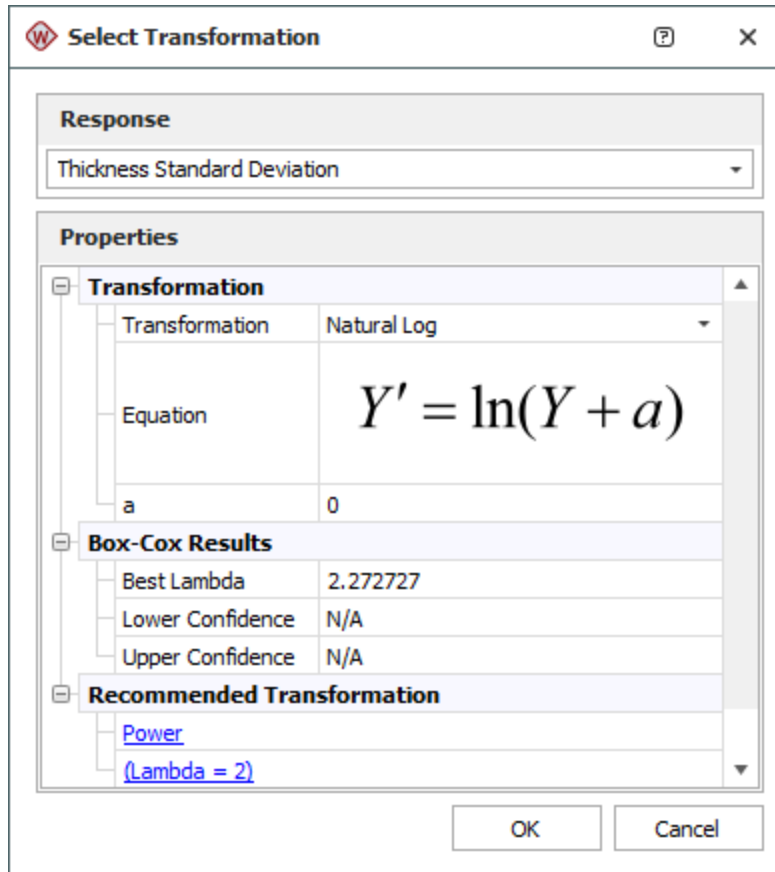 Select Transformation
Response
Thickness Standard Deviation
Properties
Transformation
Transformation Natural Log
Equation Y′ = ln(Y + a)
a 0
Box-Cox Results
Best Lambda 2.272727
Lower Confidence N/A
Upper Confidence N/A
Recommended Transformation
Power
(Lambda = 2)
OK Cancel